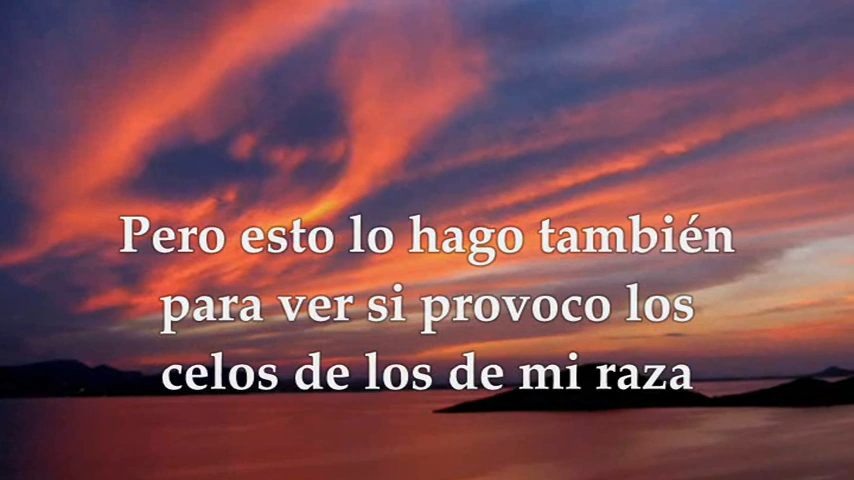 Pero esto lo hago también
para ver si provoco los
celos de los de mi raza